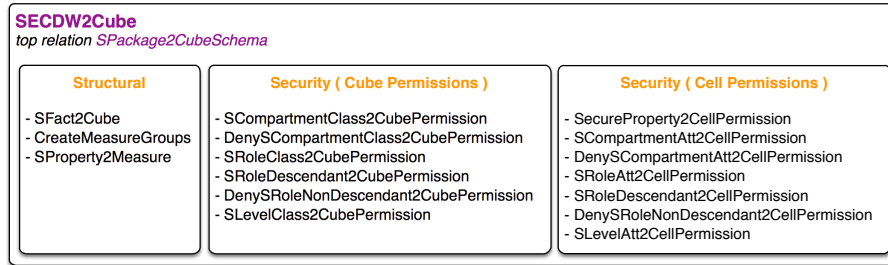 SECDW2Cube
top relation SPackage2CubeSchema
Structural
- SFact2Cube
- CreateMeasureGroups
- SProperty2Measure
Security ( Cube Permissions )
- SCompartmentClass2CubePermission
- DenySCompartmentClass2CubePermission
- SRoleClass2CubePermission
- SRoleDescendant2CubePermission
- DenySRoleNonDescendant2CubePermission
- SLevelClass2CubePermission
Security ( Cell Permissions )
- SecureProperty2CellPermission
- SCompartmentAtt2CellPermission
- DenySCompartmentAtt2CellPermission
- SRoleAtt2CellPermission
- SRoleDescendant2CellPermission
- DenySRoleNonDescendant2CellPermission
- SLevelAtt2CellPermission